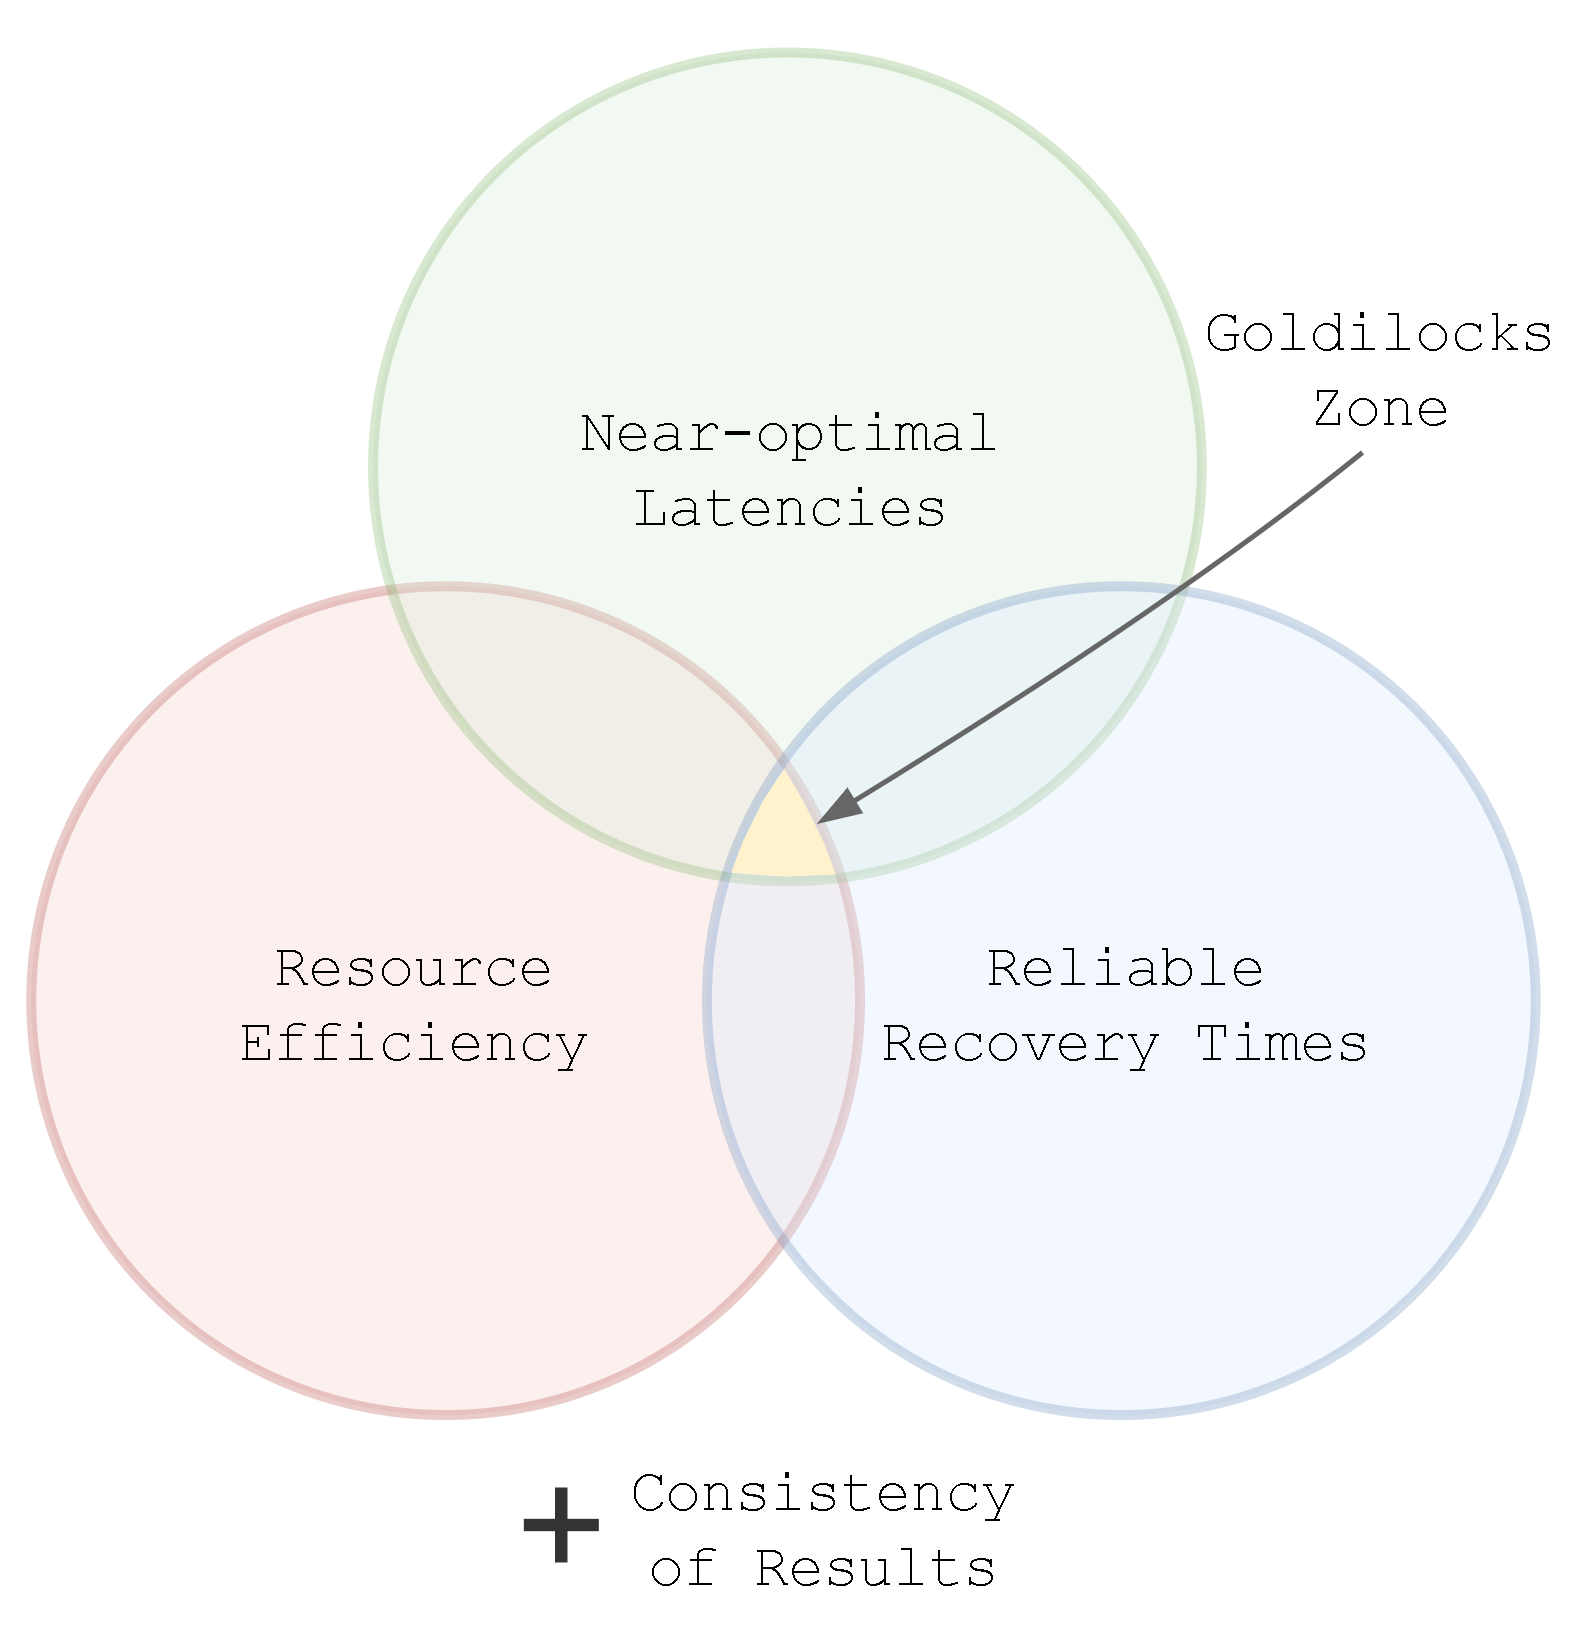 Goldilocks
Zone
Near-optimal
Latencies
Resource
Efficiency
Reliable
Recovery Times
+ Consistency
of Results